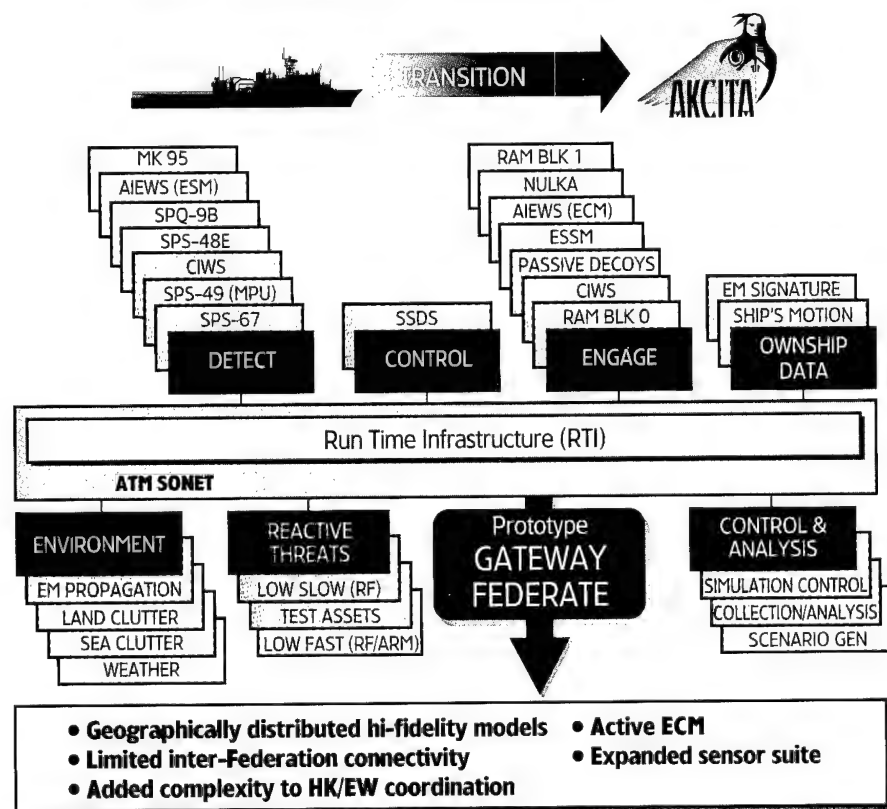 TRANSITION
AKCITA
MK 95
AIEWS (ESM)
SPQ-9B
SPS-48E
CIWS
SPS-49 (MPU)
SPS-67
DETECT
SSDS
CONTROL
RAM BLK 1
NULKA
AIEWS (ECM)
ESSM
PASSIVE DECOYS
CIWS
RAM BLK 0
ENGAGE
EM SIGNATURE
SHIP'S MOTION
OWNSHIP
DATA
Run Time Infrastructure (RTI)
ATM SONET
ENVIRONMENT
EM PROPAGATION
LAND CLUTTER
SEA CLUTTER
WEATHER
REACTIVE
THREATS
LOW SLOW (RF)
TEST ASSETS
LOW FAST (RF/ARM)
Prototype
GATEWAY
FEDERATE
CONTROL &
ANALYSIS
SIMULATION CONTROL
COLLECTION/ANALYSIS
SCENARIO GEN
• Geographically distributed hi-fidelity models
• Limited inter-Federation connectivity
• Added complexity to HK/EW coordination
• Active ECM
• Expanded sensor suite